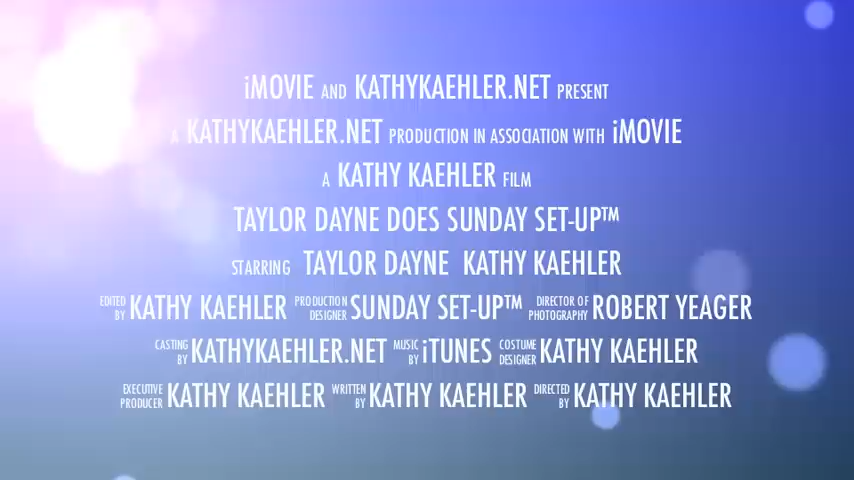 iMOVIE AND KATHYKAEHLER.NET PRESENT
A KATHYKAEHLER.NET PRODUCTION IN ASSOCIATION WITH iMOVIE
A KATHY KAEHLER FILM
TAYLOR DAYNE DOES SUNDAY SET-UP™
STARRING TAYLOR DAYNE KATHY KAEHLER
EDITED BY KATHY KAEHLER PRODUCTION DESIGNER SUNDAY SET-UP™ DIRECTOR OF PHOTOGRAPHY ROBERT YEAGER
CASTING BY KATHYKAEHLER.NET MUSIC BY iTUNES COSTUME DESIGNER KATHY KAEHLER
EXECUTIVE PRODUCER KATHY KAEHLER WRITTEN BY KATHY KAEHLER DIRECTED BY KATHY KAEHLER